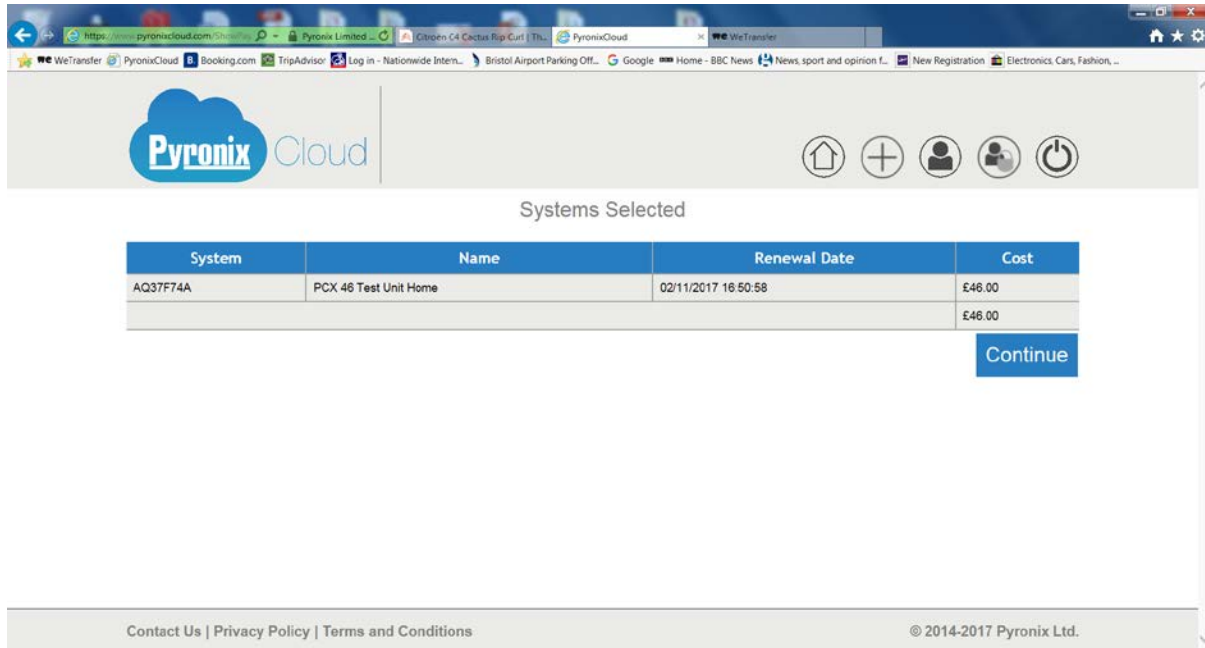 https://www.pyronixcloud.com/ShowPay Pyronix Limited ... Citroën C4 Cactus Rip Curl | Th... PyronixCloud WeTransfer
WeTransfer PyronixCloud B. Booking.com TripAdvisor Log in - Nationwide Intern... Bristol Airport Parking Off... Google Home - BBC News News, sport and opinion f... New Registration Electronics, Cars, Fashion, ...
Pyronix Cloud
Systems Selected
System Name Renewal Date Cost
AQ37F74A PCX 46 Test Unit Home 02/11/2017 16:50:58 £46.00
£46.00
Continue
Contact Us | Privacy Policy | Terms and Conditions © 2014-2017 Pyronix Ltd.